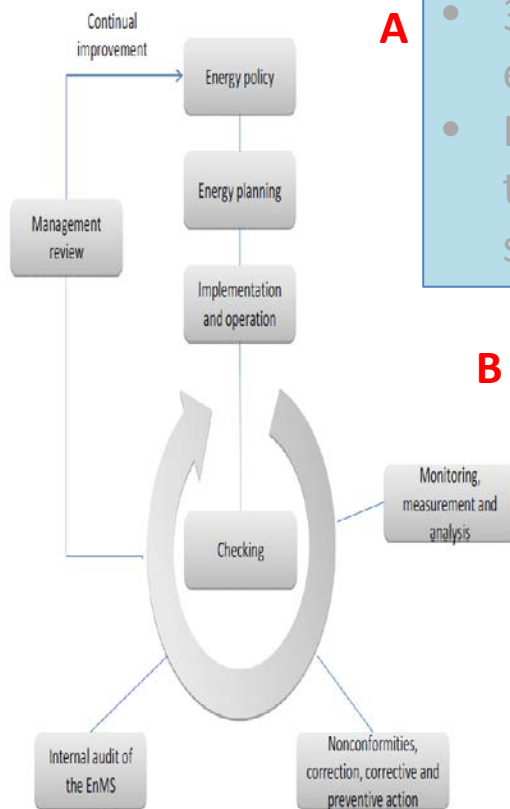 Continual
improvement
A
Energy policy
Energy planning
Management
review
Implementation
and operation
B
Monitoring,
measurement and
analysis
Checking
Internal audit of
the EnMS
Nonconformities,
correction, corrective and
preventive action